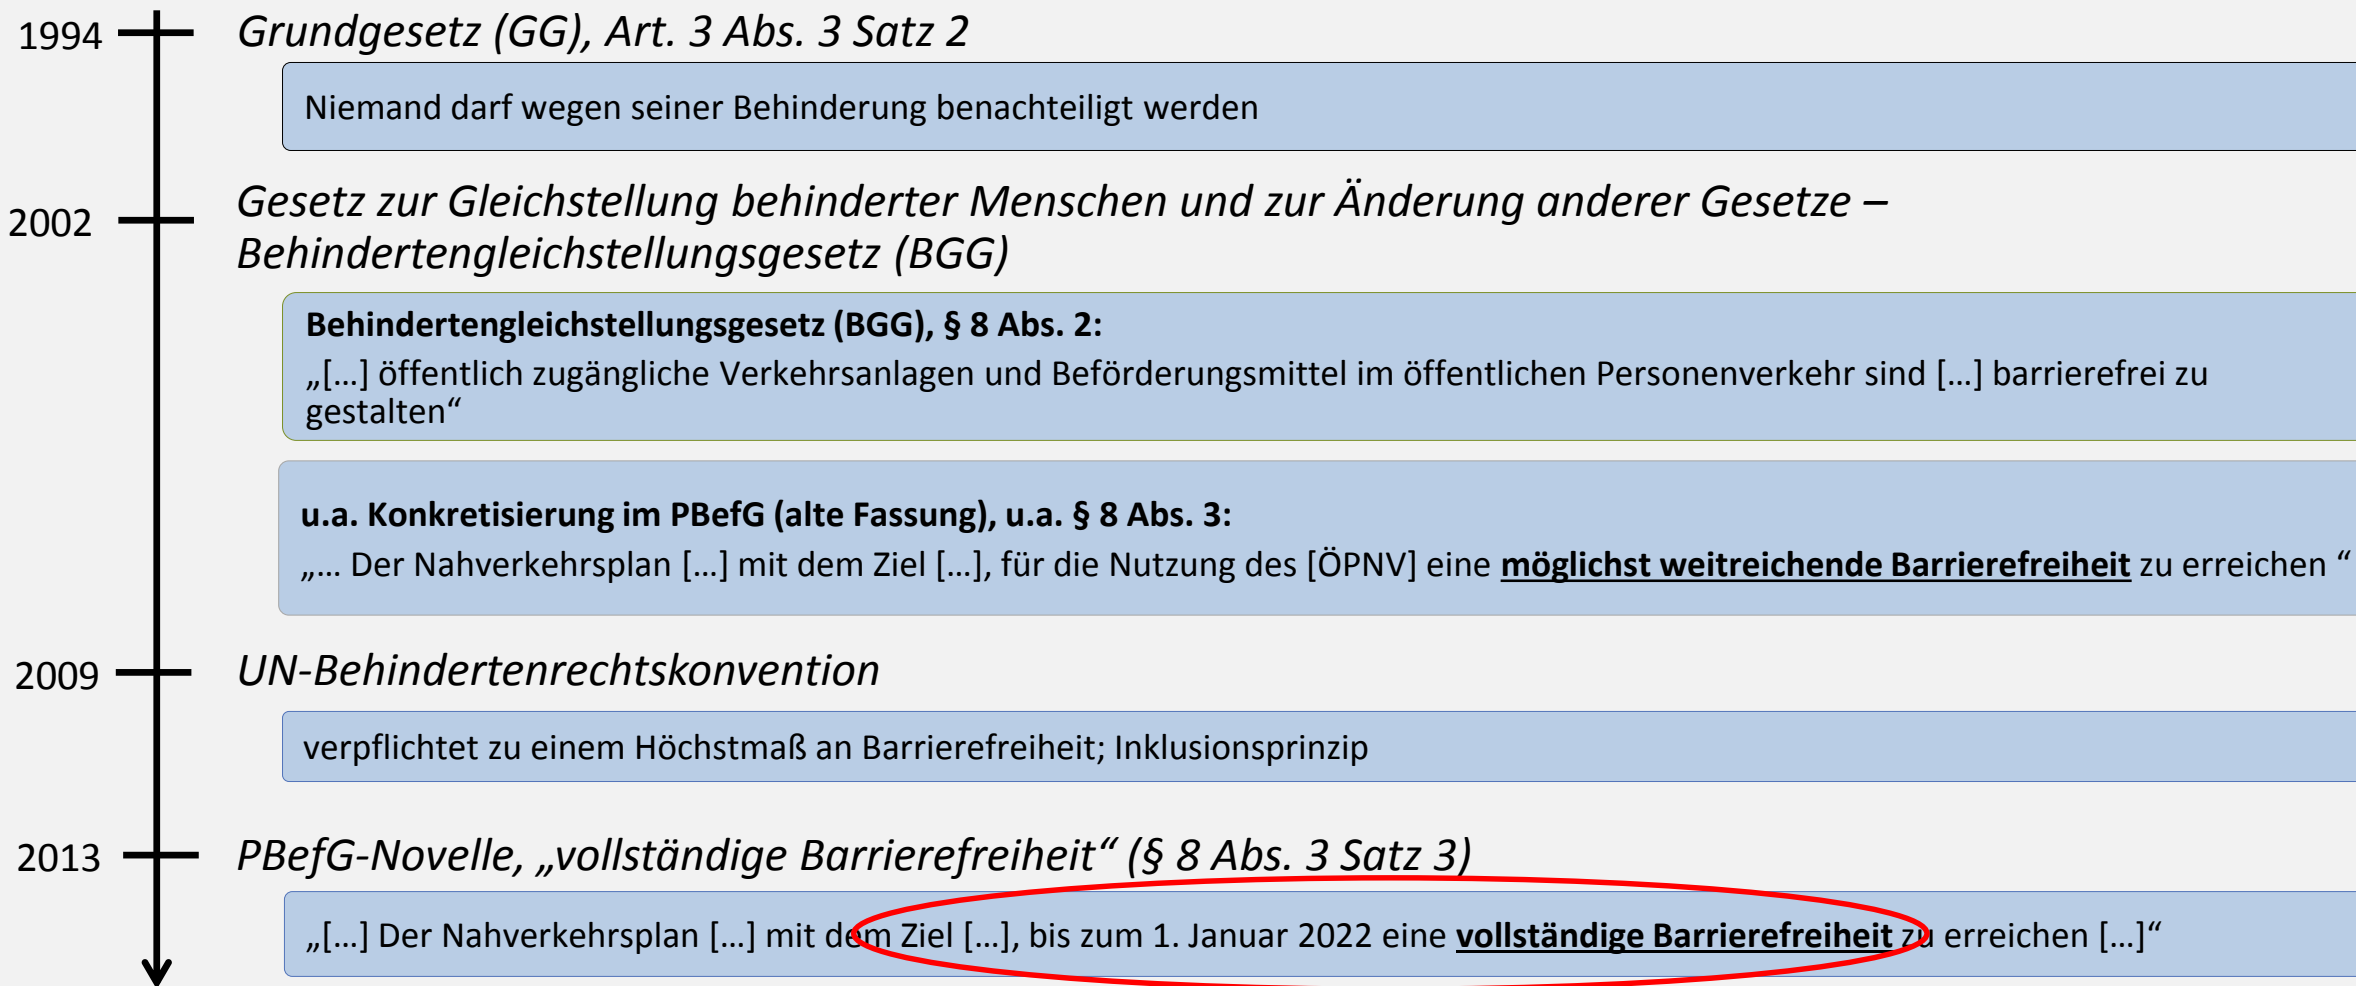 1994
Grundgesetz (GG), Art. 3 Abs. 3 Satz 2
Niemand darf wegen seiner Behinderung benachteiligt werden
2002
Gesetz zur Gleichstellung behinderter Menschen und zur Änderung anderer Gesetze –
Behindertengleichstellungsgesetz (BGG)
Behindertengleichstellungsgesetz (BGG), § 8 Abs. 2:
„[…] öffentlich zugängliche Verkehrsanlagen und Beförderungsmittel im öffentlichen Personenverkehr sind […] barrierefrei zu
gestalten“
u.a. Konkretisierung im PBefG (alte Fassung), u.a. § 8 Abs. 3:
„… Der Nahverkehrsplan […] mit dem Ziel […], für die Nutzung des [ÖPNV] eine möglichst weitreichende Barrierefreiheit zu erreichen “
2009
UN-Behindertenrechtskonvention
verpflichtet zu einem Höchstmaß an Barrierefreiheit; Inklusionsprinzip
2013
PBefG-Novelle, „vollständige Barrierefreiheit“ (§ 8 Abs. 3 Satz 3)
„[…] Der Nahverkehrsplan […] mit dem Ziel […], bis zum 1. Januar 2022 eine vollständige Barrierefreiheit zu erreichen […]“